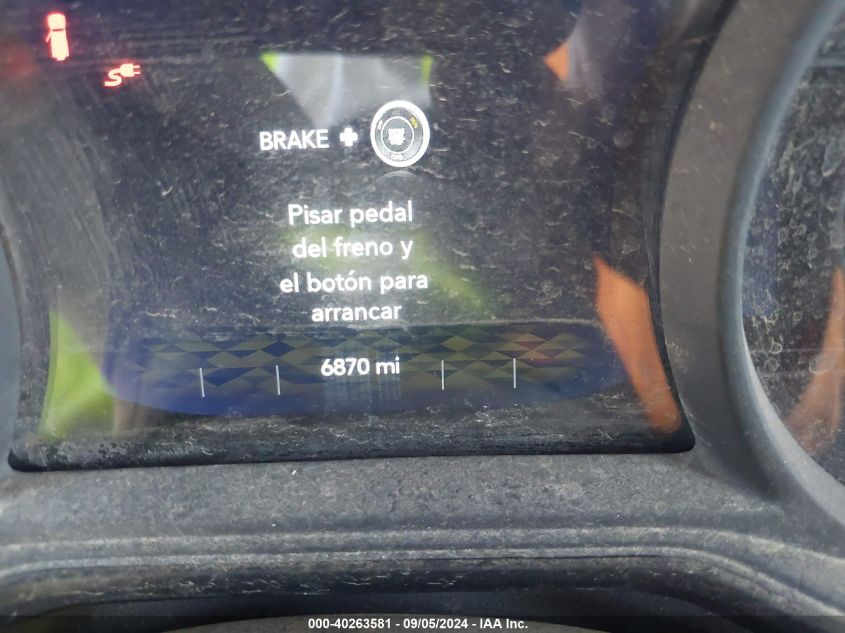 BRAKE +
Pisar pedal
del freno y
el botón para
arrancar
6870 mi
000-40263581 - 09/05/2024 - IAA Inc.